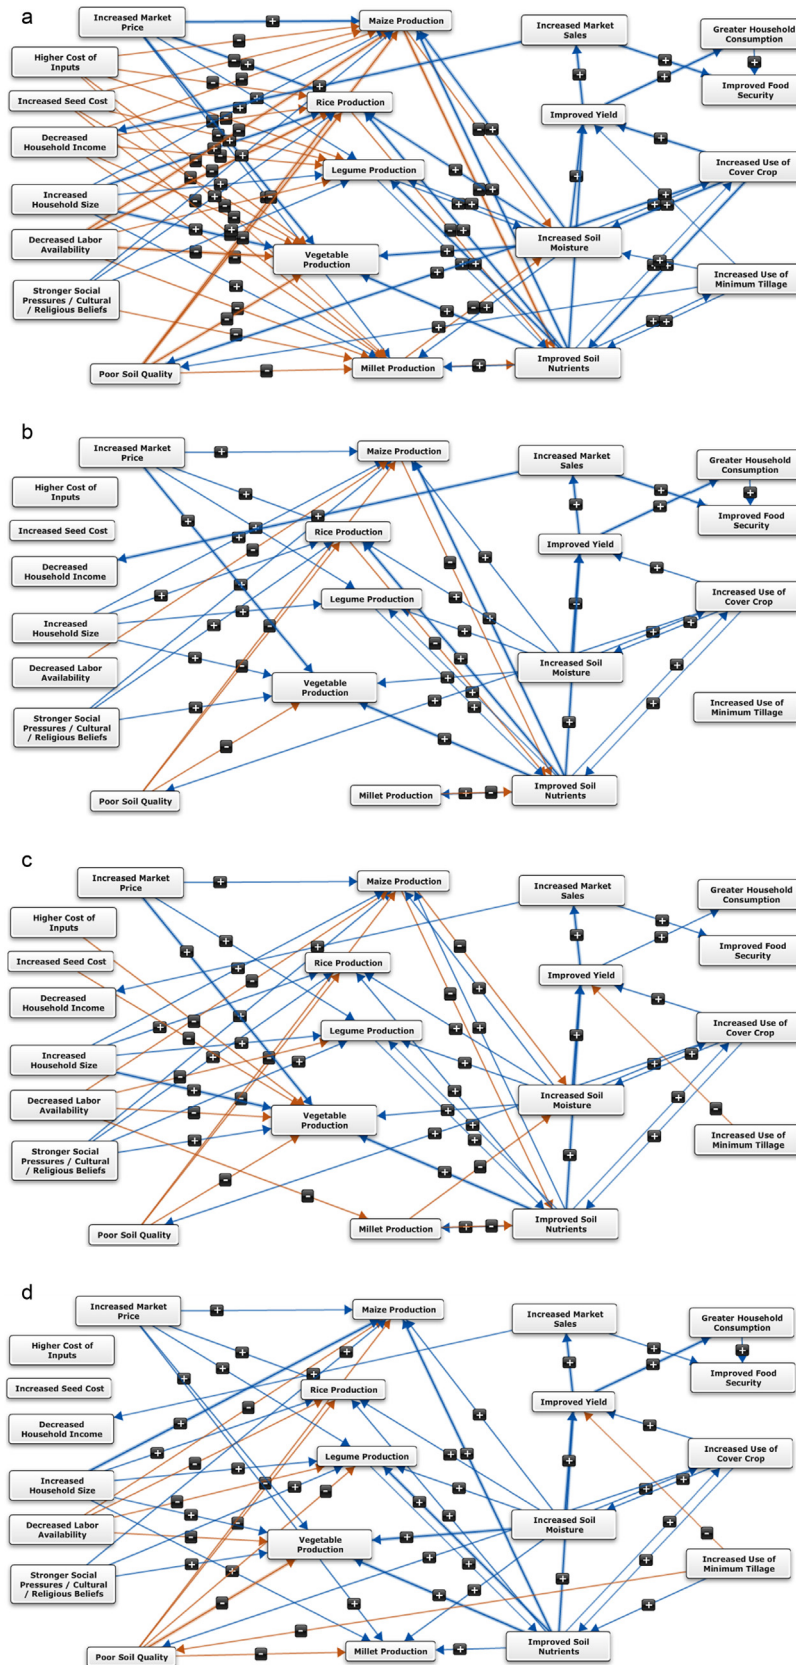 a
Increased Market
Price
Maize Production
Increased Market
Sales
Greater Household
Consumption
Higher Cost of
Inputs
Improved Food
Security
Increased Seed Cost
Rice Production
Improved Yield
Decreased
Household Income
Legume Production
Increased Use of
Cover Crop
Increased
Household Size
Decreased Labor
Availability
Vegetable
Production
Increased Soil
Moisture
Stronger Social
Pressures / Cultural
/ Religious Beliefs
Increased Use of
Minimum Tillage
Poor Soil Quality
Millet Production
Improved Soil
Nutrients
b
Increased Market
Price
Maize Production
Increased Market
Sales
Greater Household
Consumption
Higher Cost of
Inputs
Improved Food
Security
Increased Seed Cost
Rice Production
Improved Yield
Decreased
Household Income
Legume Production
Increased Use of
Cover Crop
Increased
Household Size
Decreased Labor
Availability
Vegetable
Production
Increased Soil
Moisture
Stronger Social
Pressures / Cultural
/ Religious Beliefs
Increased Use of
Minimum Tillage
Poor Soil Quality
Millet Production
Improved Soil
Nutrients
c
Increased Market
Price
Maize Production
Increased Market
Sales
Greater Household
Consumption
Higher Cost of
Inputs
Improved Food
Security
Increased Seed Cost
Rice Production
Improved Yield
Decreased
Household Income
Legume Production
Increased Use of
Cover Crop
Increased
Household Size
Decreased Labor
Availability
Vegetable
Production
Increased Soil
Moisture
Stronger Social
Pressures / Cultural
/ Religious Beliefs
Increased Use of
Minimum Tillage
Poor Soil Quality
Millet Production
Improved Soil
Nutrients
d
Increased Market
Price
Maize Production
Increased Market
Sales
Greater Household
Consumption
Higher Cost of
Inputs
Improved Food
Security
Increased Seed Cost
Rice Production
Improved Yield
Decreased
Household Income
Legume Production
Increased Use of
Cover Crop
Increased
Household Size
Decreased Labor
Availability
Vegetable
Production
Increased Soil
Moisture
Stronger Social
Pressures / Cultural
/ Religious Beliefs
Increased Use of
Minimum Tillage
Poor Soil Quality
Millet Production
Improved Soil
Nutrients